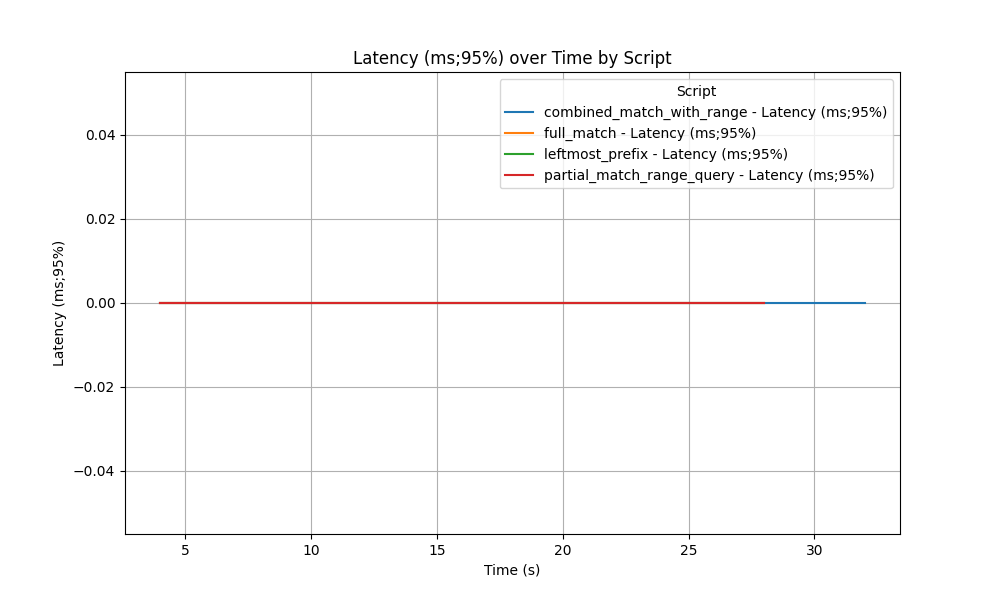 Latency (ms;95%) over Time by Script
Script
combined_match_with_range - Latency (ms;95%)
full_match - Latency (ms;95%)
leftmost_prefix - Latency (ms;95%)
partial_match_range_query - Latency (ms;95%)
Latency (ms;95%)
0.04
0.02
0.00
−0.02
−0.04
5 10 15 20 25 30
Time (s)